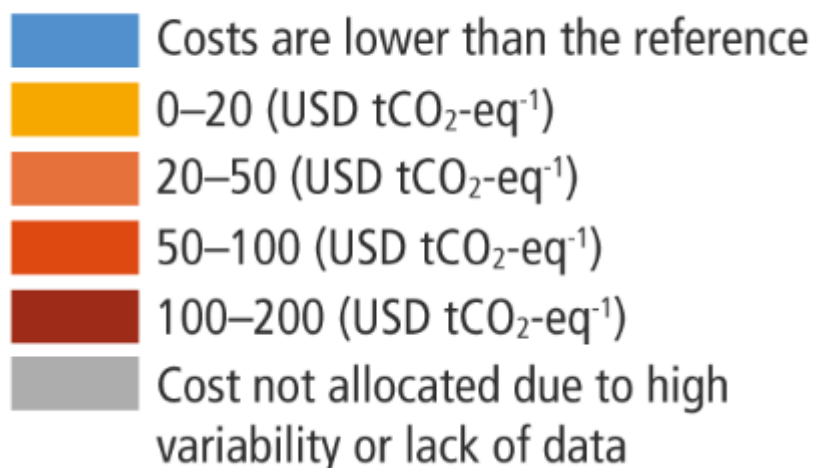 Costs are lower than the reference
0–20 (USD tCO₂-eq⁻¹)
20–50 (USD tCO₂-eq⁻¹)
50–100 (USD tCO₂-eq⁻¹)
100–200 (USD tCO₂-eq⁻¹)
Cost not allocated due to high
variability or lack of data